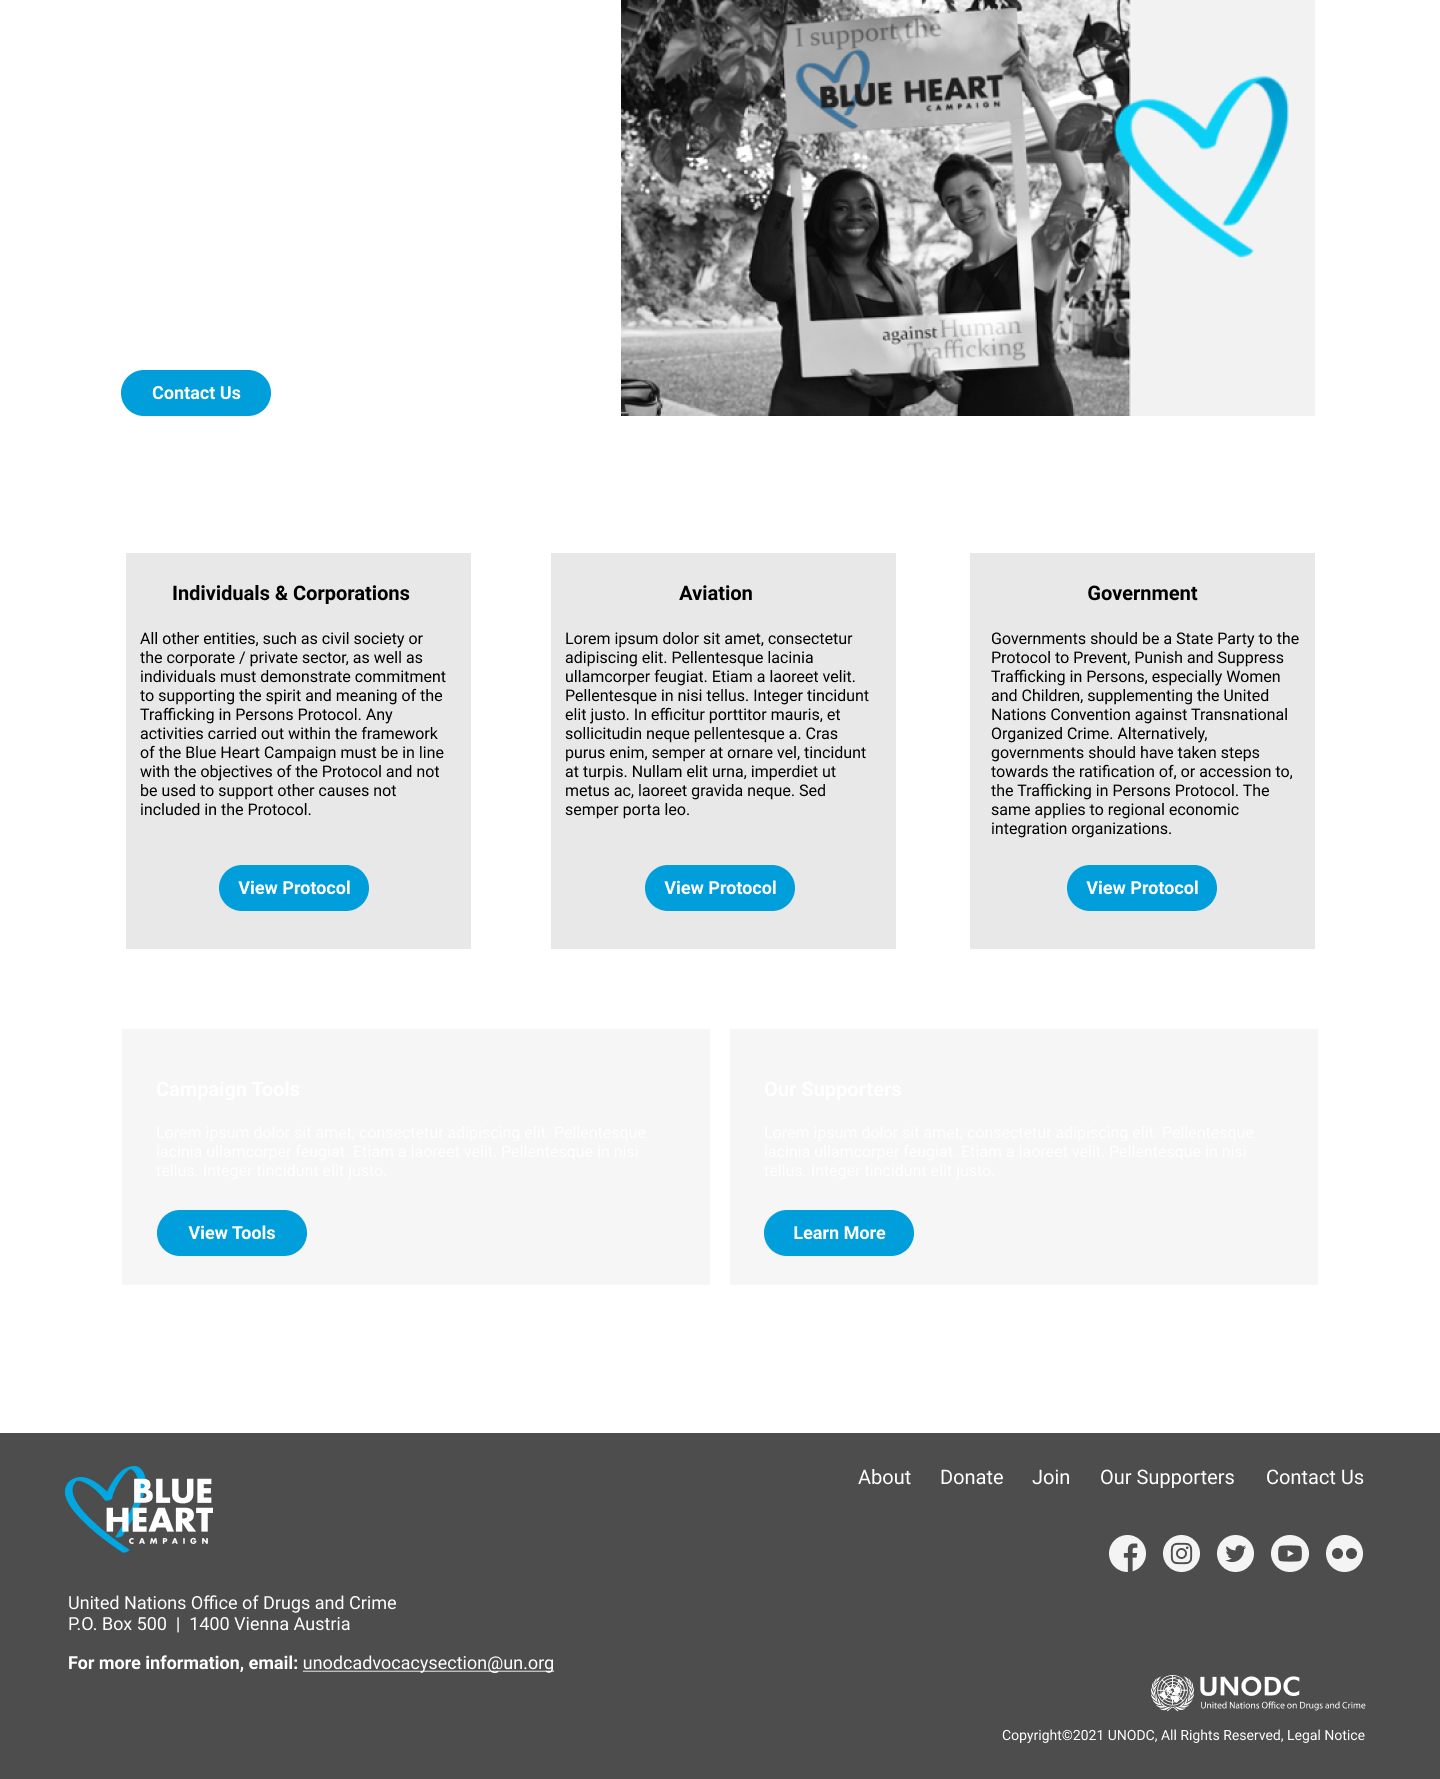 I support the
BLUE HEART
CAMPAIGN
against Human
Trafficking
Contact Us
Individuals & Corporations
All other entities, such as civil society or
the corporate / private sector, as well as
individuals must demonstrate commitment
to supporting the spirit and meaning of the
Trafficking in Persons Protocol. Any
activities carried out within the framework
of the Blue Heart Campaign must be in line
with the objectives of the Protocol and not
be used to support other causes not
included in the Protocol.
View Protocol
Aviation
Lorem ipsum dolor sit amet, consectetur
adipiscing elit. Pellentesque lacinia
ullamcorper feugiat. Etiam a laoreet velit.
Pellentesque in nisi tellus. Integer tincidunt
elit justo. In efficitur porttitor mauris, et
sollicitudin neque pellentesque a. Cras
purus enim, semper at ornare vel, tincidunt
at turpis. Nullam elit urna, imperdiet ut
metus ac, laoreet gravida neque. Sed
semper porta leo.
View Protocol
Government
Governments should be a State Party to the
Protocol to Prevent, Punish and Suppress
Trafficking in Persons, especially Women
and Children, supplementing the United
Nations Convention against Transnational
Organized Crime. Alternatively,
governments should have taken steps
towards the ratification of, or accession to,
the Trafficking in Persons Protocol. The
same applies to regional economic
integration organizations.
View Protocol
Campaign Tools
Lorem ipsum dolor sit amet, consectetur adipiscing elit. Pellentesque
lacinia ullamcorper feugiat. Etiam a laoreet velit. Pellentesque in nisi
tellus. Integer tincidunt elit justo.
View Tools
Our Supporters
Lorem ipsum dolor sit amet, consectetur adipiscing elit. Pellentesque
lacinia ullamcorper feugiat. Etiam a laoreet velit. Pellentesque in nisi
tellus. Integer tincidunt elit justo.
Learn More
BLUE
HEART
CAMPAIGN
About Donate Join Our Supporters Contact Us
United Nations Office of Drugs and Crime
P.O. Box 500 | 1400 Vienna Austria
For more information, email: unodcadvocacysection@un.org
UNODC
United Nations Office on Drugs and Crime
Copyright©2021 UNODC, All Rights Reserved, Legal Notice